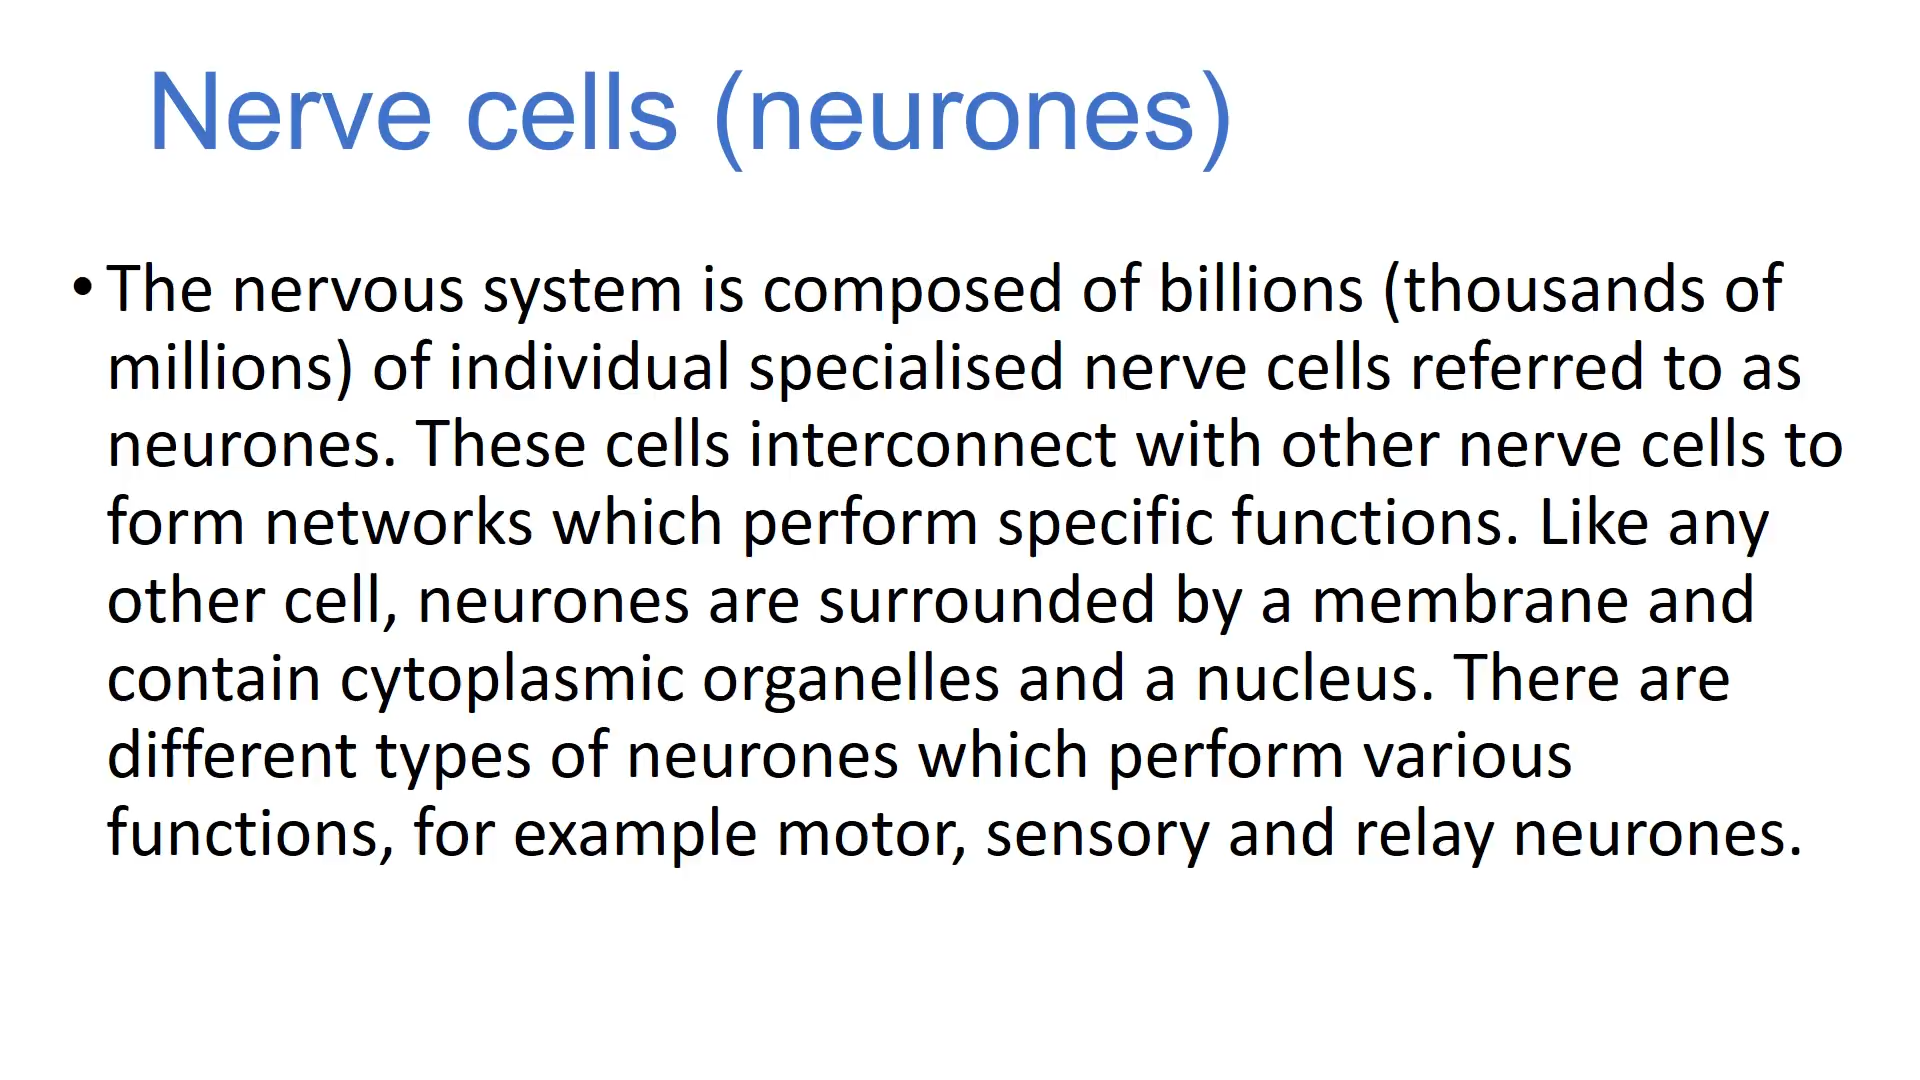 Nerve cells (neurones)
• The nervous system is composed of billions (thousands of
millions) of individual specialised nerve cells referred to as
neurones. These cells interconnect with other nerve cells to
form networks which perform specific functions. Like any
other cell, neurones are surrounded by a membrane and
contain cytoplasmic organelles and a nucleus. There are
different types of neurones which perform various
functions, for example motor, sensory and relay neurones.